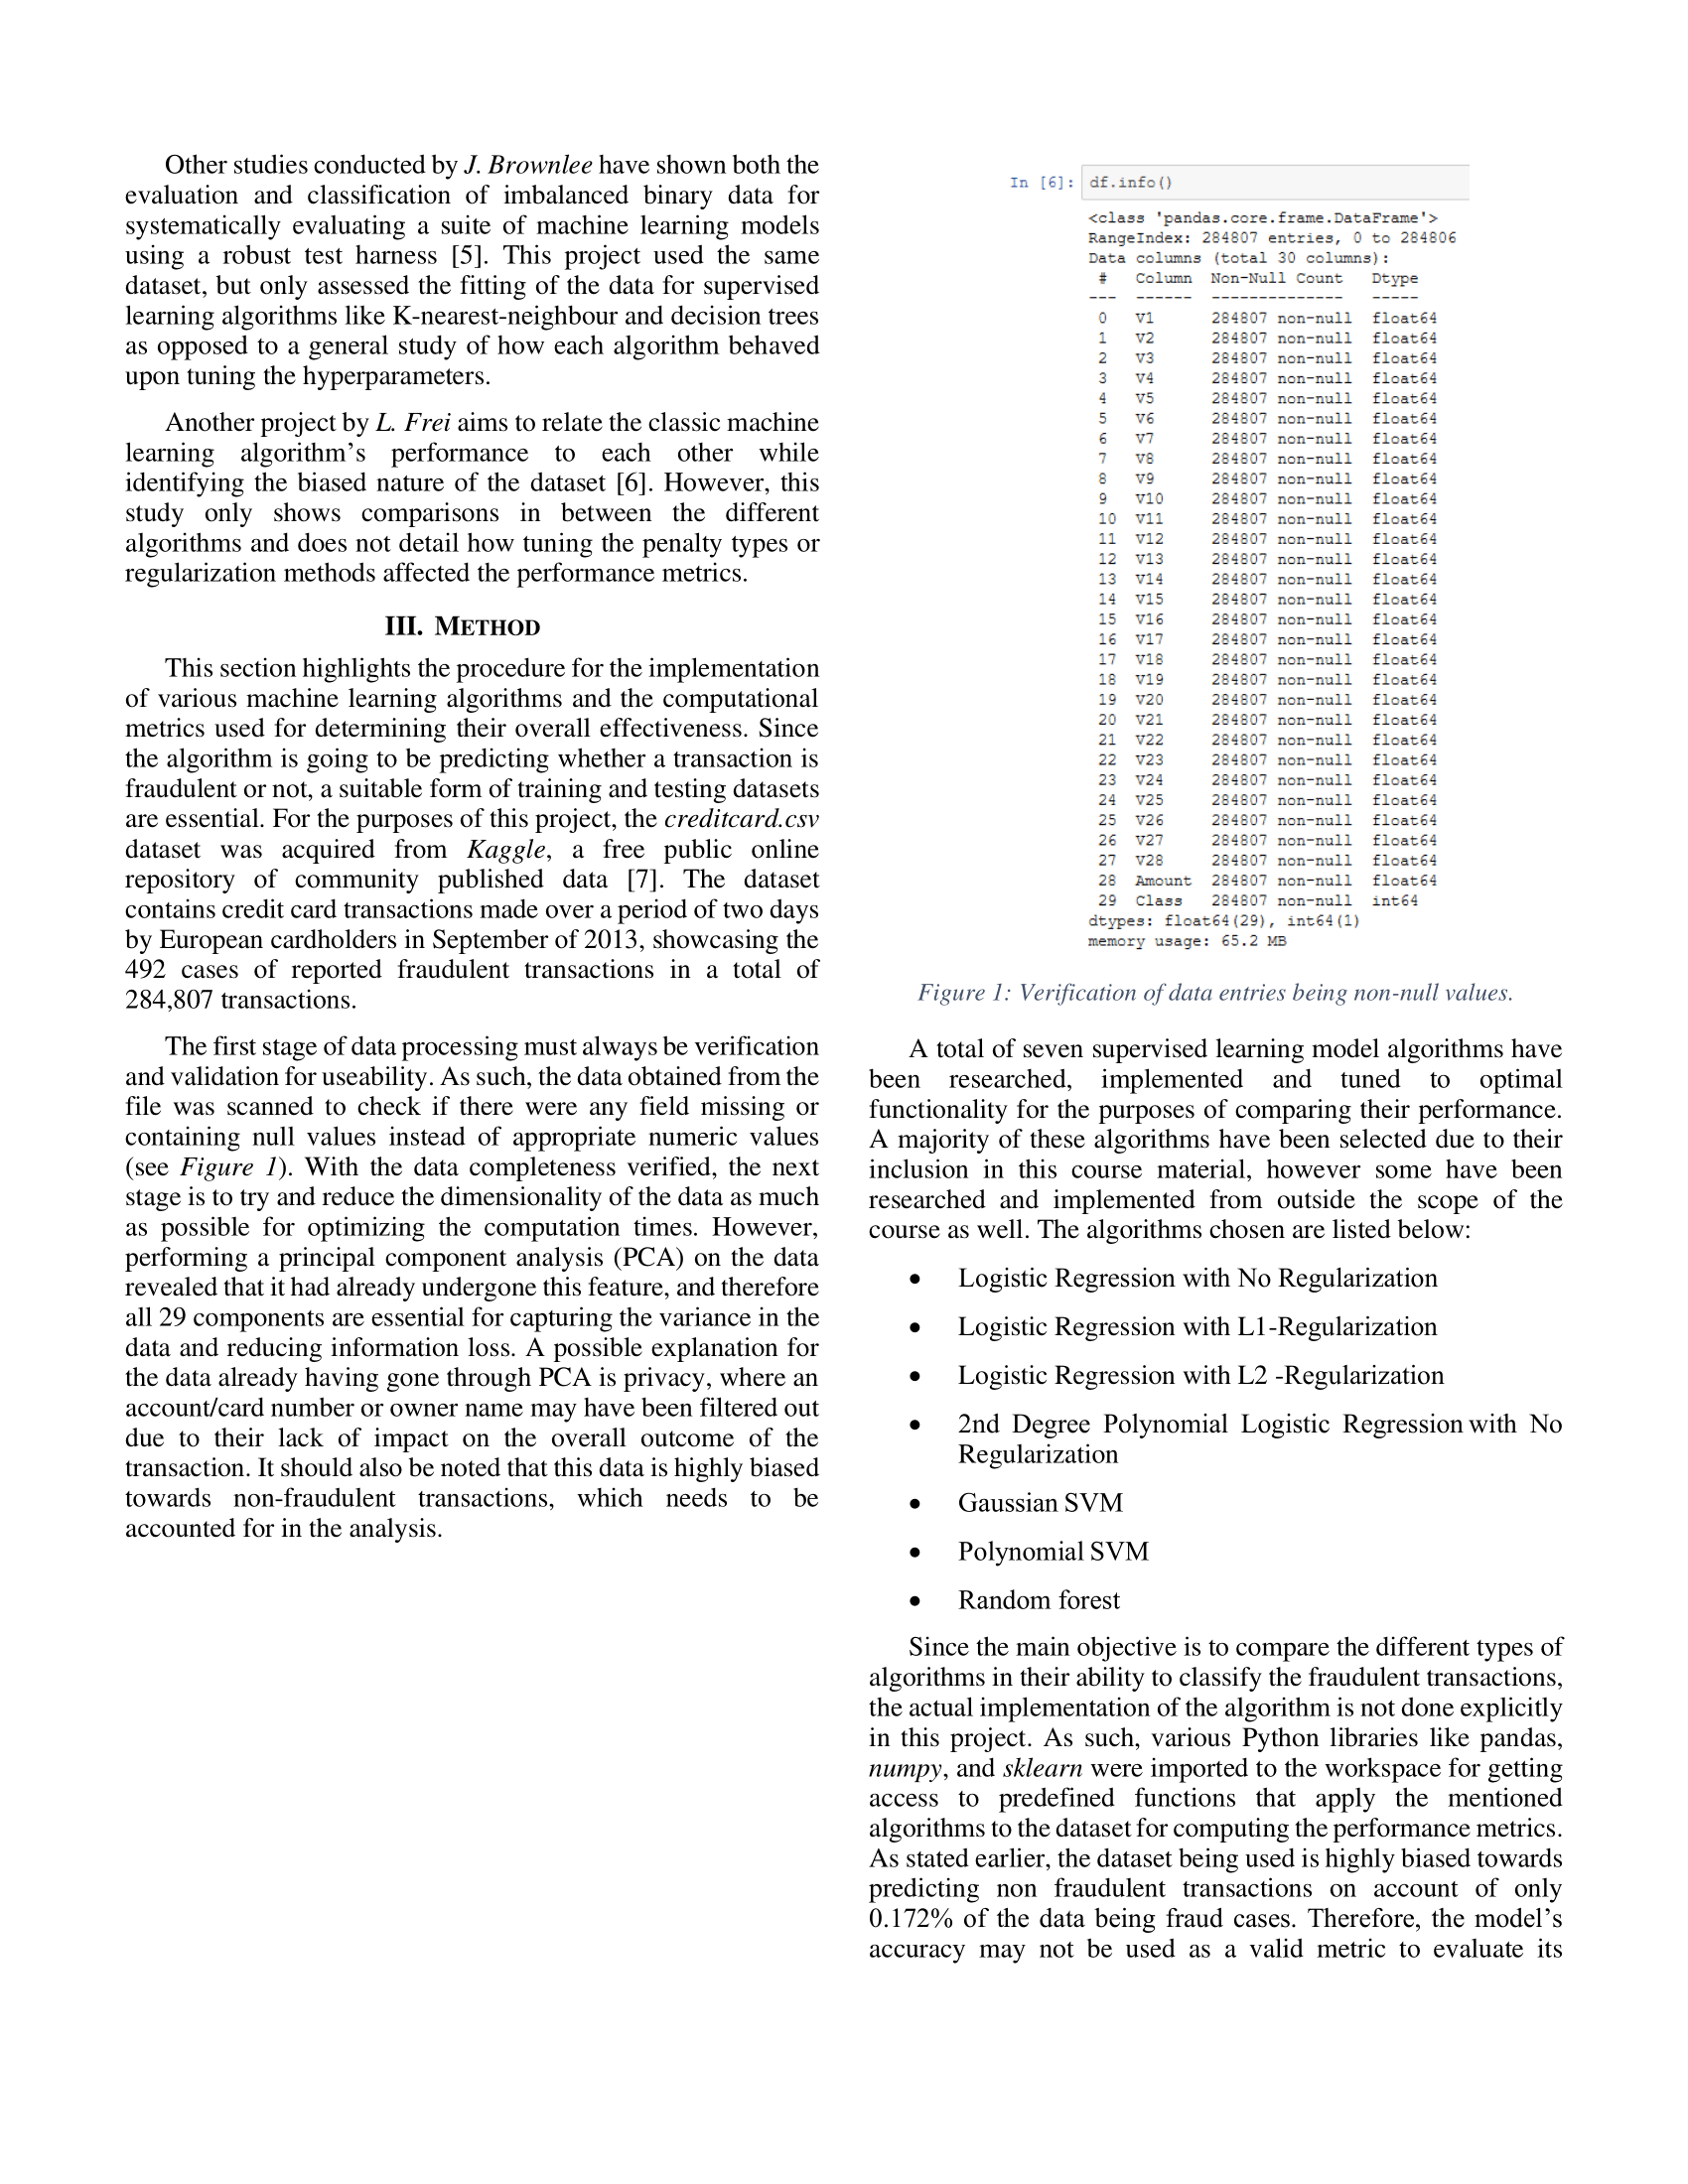 Other studies conducted by J. Brownlee have shown both the
evaluation and classification of imbalanced binary data for
systematically evaluating a suite of machine learning models
using a robust test harness [5]. This project used the same
dataset, but only assessed the fitting of the data for supervised
learning algorithms like K-nearest-neighbour and decision trees
as opposed to a general study of how each algorithm behaved
upon tuning the hyperparameters.
Another project by L. Frei aims to relate the classic machine
learning algorithm’s performance to each other while
identifying the biased nature of the dataset [6]. However, this
study only shows comparisons in between the different
algorithms and does not detail how tuning the penalty types or
regularization methods affected the performance metrics.
III. METHOD
This section highlights the procedure for the implementation
of various machine learning algorithms and the computational
metrics used for determining their overall effectiveness. Since
the algorithm is going to be predicting whether a transaction is
fraudulent or not, a suitable form of training and testing datasets
are essential. For the purposes of this project, the creditcard.csv
dataset was acquired from Kaggle, a free public online
repository of community published data [7]. The dataset
contains credit card transactions made over a period of two days
by European cardholders in September of 2013, showcasing the
492 cases of reported fraudulent transactions in a total of
284,807 transactions.
The first stage of data processing must always be verification
and validation for useability. As such, the data obtained from the
file was scanned to check if there were any field missing or
containing null values instead of appropriate numeric values
(see Figure 1). With the data completeness verified, the next
stage is to try and reduce the dimensionality of the data as much
as possible for optimizing the computation times. However,
performing a principal component analysis (PCA) on the data
revealed that it had already undergone this feature, and therefore
all 29 components are essential for capturing the variance in the
data and reducing information loss. A possible explanation for
the data already having gone through PCA is privacy, where an
account/card number or owner name may have been filtered out
due to their lack of impact on the overall outcome of the
transaction. It should also be noted that this data is highly biased
towards non-fraudulent transactions, which needs to be
accounted for in the analysis.
In [6]: df.info()
<class 'pandas.core.frame.DataFrame'>
RangeIndex: 284807 entries, 0 to 284806
Data columns (total 30 columns):
# Column Non-Null Count Dtype
--- ------ -------------- -----
0 V1 284807 non-null float64
1 V2 284807 non-null float64
2 V3 284807 non-null float64
3 V4 284807 non-null float64
4 V5 284807 non-null float64
5 V6 284807 non-null float64
6 V7 284807 non-null float64
7 V8 284807 non-null float64
8 V9 284807 non-null float64
9 V10 284807 non-null float64
10 V11 284807 non-null float64
11 V12 284807 non-null float64
12 V13 284807 non-null float64
13 V14 284807 non-null float64
14 V15 284807 non-null float64
15 V16 284807 non-null float64
16 V17 284807 non-null float64
17 V18 284807 non-null float64
18 V19 284807 non-null float64
19 V20 284807 non-null float64
20 V21 284807 non-null float64
21 V22 284807 non-null float64
22 V23 284807 non-null float64
23 V24 284807 non-null float64
24 V25 284807 non-null float64
25 V26 284807 non-null float64
26 V27 284807 non-null float64
27 V28 284807 non-null float64
28 Amount 284807 non-null float64
29 Class 284807 non-null int64
dtypes: float64(29), int64(1)
memory usage: 65.2 MB
Figure 1: Verification of data entries being non-null values.
A total of seven supervised learning model algorithms have
been researched, implemented and tuned to optimal
functionality for the purposes of comparing their performance.
A majority of these algorithms have been selected due to their
inclusion in this course material, however some have been
researched and implemented from outside the scope of the
course as well. The algorithms chosen are listed below:
• Logistic Regression with No Regularization
• Logistic Regression with L1-Regularization
• Logistic Regression with L2 -Regularization
• 2nd Degree Polynomial Logistic Regression with No
Regularization
• Gaussian SVM
• Polynomial SVM
• Random forest
Since the main objective is to compare the different types of
algorithms in their ability to classify the fraudulent transactions,
the actual implementation of the algorithm is not done explicitly
in this project. As such, various Python libraries like pandas,
numpy, and sklearn were imported to the workspace for getting
access to predefined functions that apply the mentioned
algorithms to the dataset for computing the performance metrics.
As stated earlier, the dataset being used is highly biased towards
predicting non fraudulent transactions on account of only
0.172% of the data being fraud cases. Therefore, the model’s
accuracy may not be used as a valid metric to evaluate its